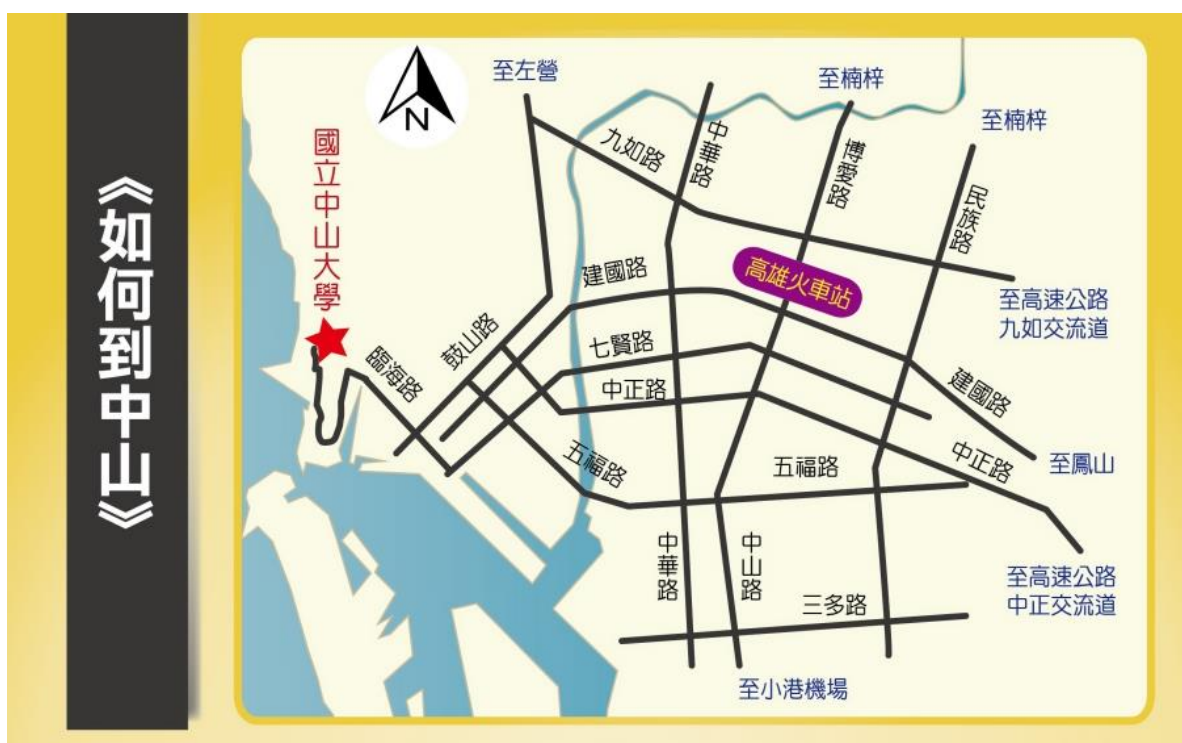 《如何到中山》
N
至左營
至楠梓
至楠梓
國立中山大學
九如路
中華路
博愛路
民族路
建國路
高雄火車站
至高速公路
九如交流道
鼓山路
臨海路
七賢路
中正路
建國路
五福路
五福路
中正路
至鳳山
中華路
中山路
三多路
至高速公路
中正交流道
至小港機場